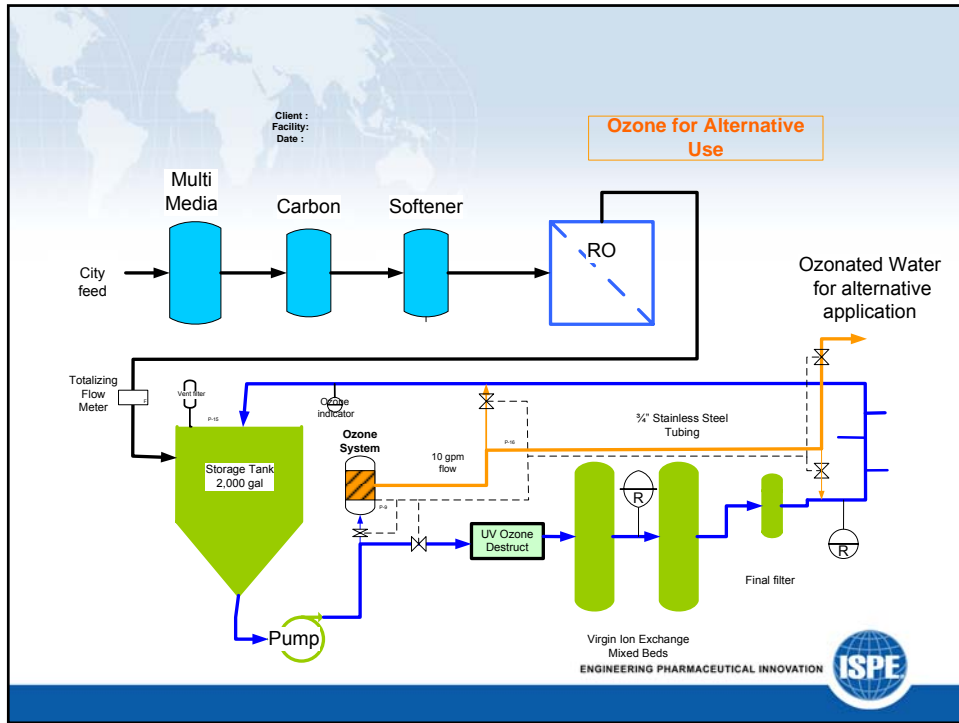 Client :
Facility:
Date :
Ozone for Alternative
Use
Multi
Media
Carbon
Softener
City
feed
RO
Ozonated Water
for alternative
application
Totalizing
Flow
Meter
F
Vent filter
P-15
Ozone
indicator
Ozone
System
Storage Tank
2,000 gal
10 gpm
flow
P-16
¾” Stainless Steel
Tubing
P-9
UV Ozone
Destruct
R
R
Final filter
Pump
Virgin Ion Exchange
Mixed Beds
ENGINEERING PHARMACEUTICAL INNOVATION
ISPE